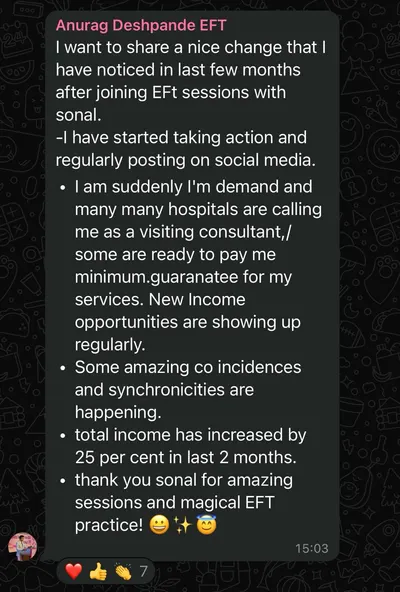 Anurag Deshpande EFT
I want to share a nice change that I
have noticed in last few months
after joining EFt sessions with
sonal.
-I have started taking action and
regularly posting on social media.
• I am suddenly I'm demand and
many many hospitals are calling
me as a visiting consultant,/
some are ready to pay me
minimum.guaranatee for my
services. New Income
opportunities are showing up
regularly.
• Some amazing co incidences
and synchronicities are
happening.
• total income has increased by
25 per cent in last 2 months.
• thank you sonal for amazing
sessions and magical EFT
practice! 😀✨😇
15:03
❤️👍👏 7